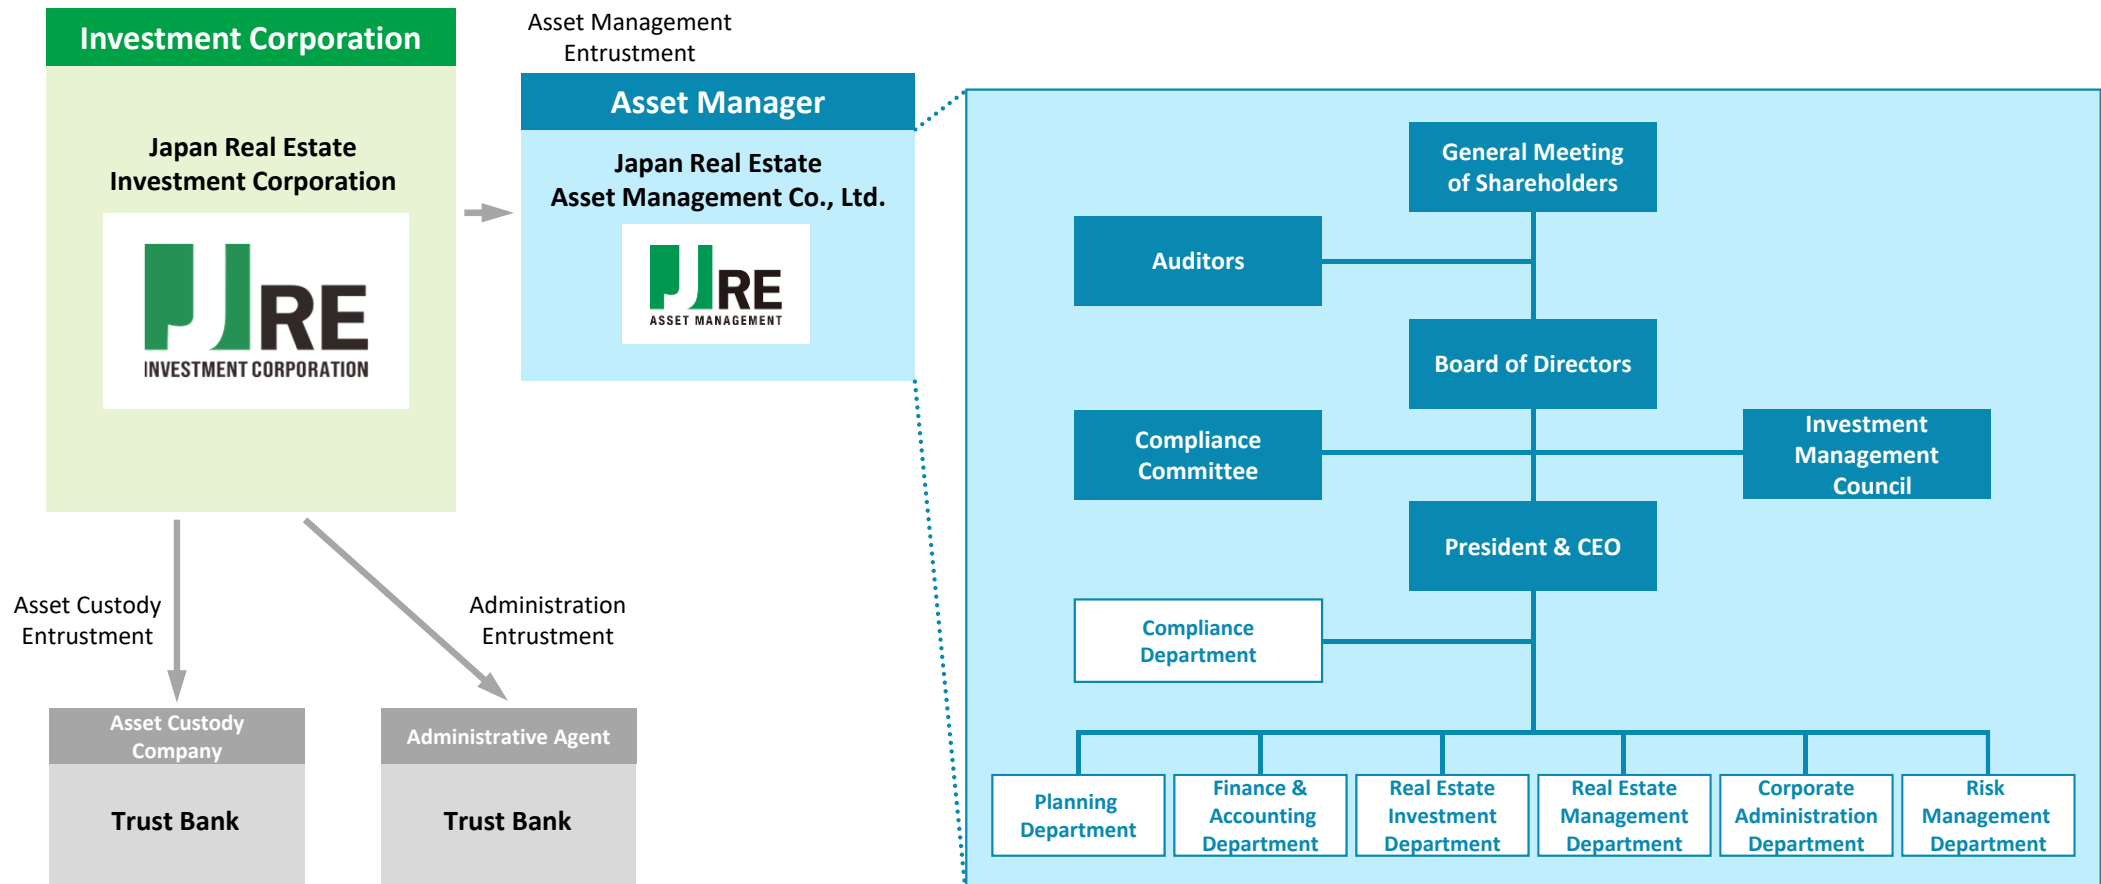 Investment Corporation
Japan Real Estate
Investment Corporation
JRE
INVESTMENT CORPORATION
Asset Management
Entrustment
Asset Manager
Japan Real Estate
Asset Management Co., Ltd.
JRE
ASSET MANAGEMENT
Asset Custody
Entrustment
Administration
Entrustment
Asset Custody
Company
Trust Bank
Administrative Agent
Trust Bank
General Meeting
of Shareholders
Auditors
Board of Directors
Compliance
Committee
Investment
Management
Council
President & CEO
Compliance
Department
Planning
Department
Finance &
Accounting
Department
Real Estate
Investment
Department
Real Estate
Management
Department
Corporate
Administration
Department
Risk
Management
Department